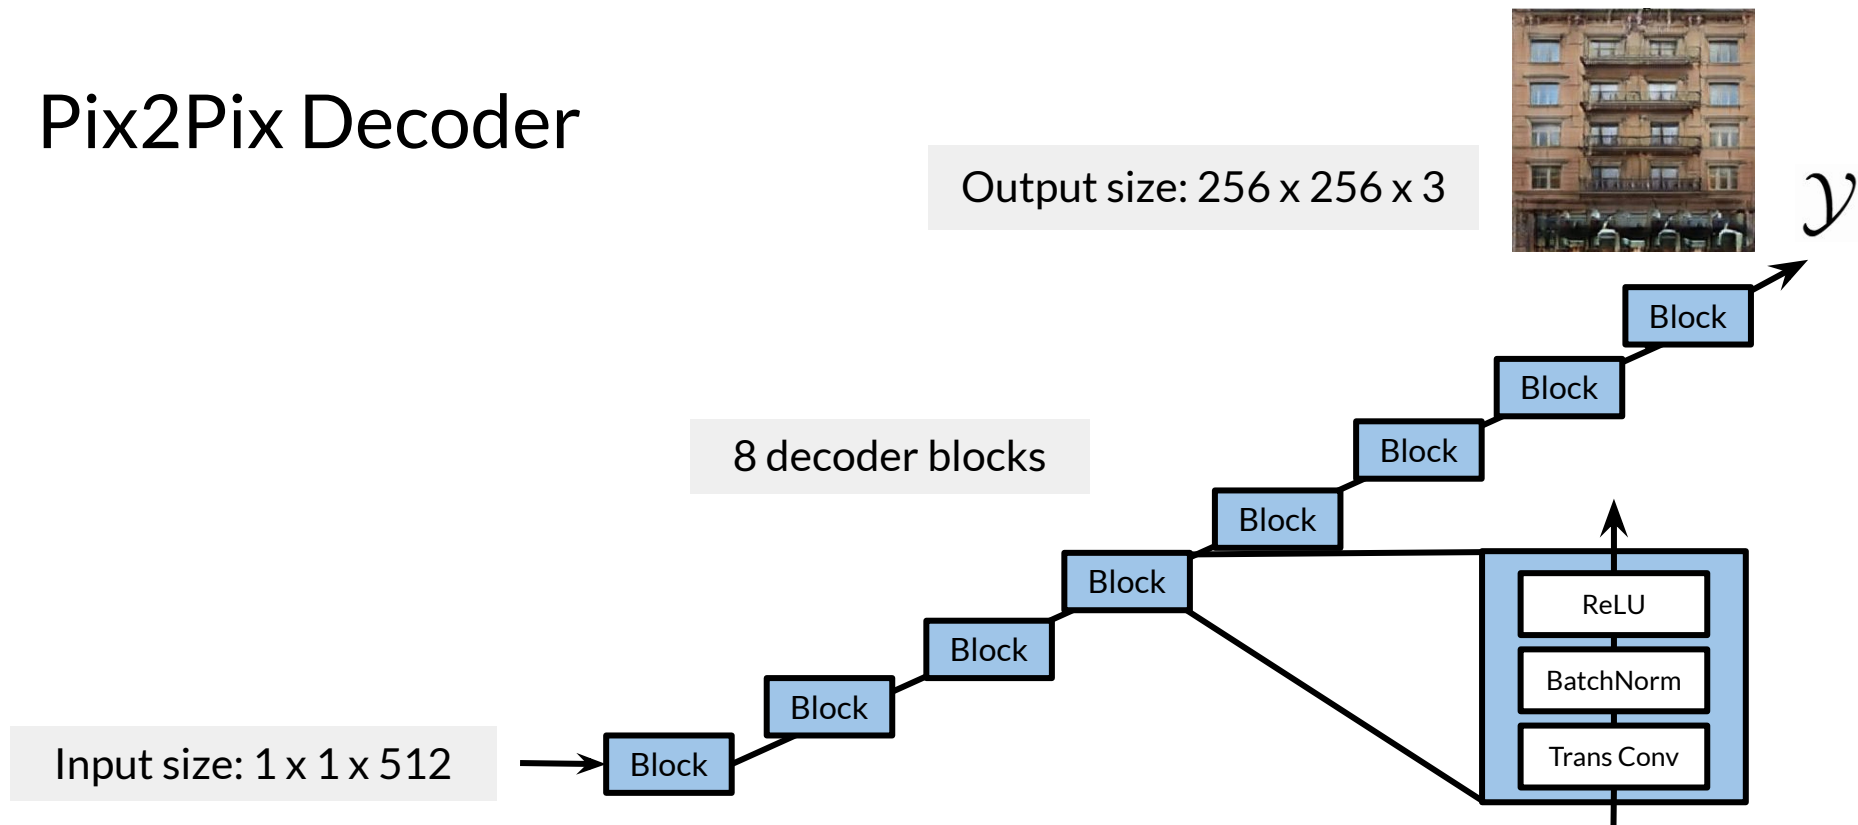 Pix2Pix Decoder
Output size: 256 x 256 x 3
y
Block
Block
Block
8 decoder blocks
Block
Block
Block
Block
Input size: 1 x 1 x 512
Block
ReLU
BatchNorm
Trans Conv